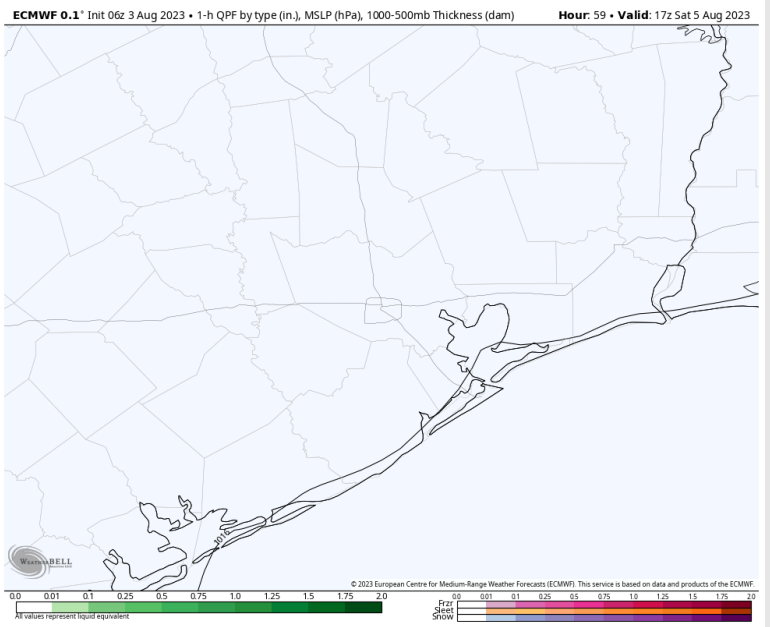 ECMWF 0.1° Init 06z 3 Aug 2023 • 1-h QPF by type (in.), MSLP (hPa), 1000-500mb Thickness (dam) Hour: 59 • Valid: 17z Sat 5 Aug 2023
1016
WEATHERBELL
© 2023 European Centre for Medium-Range Weather Forecasts (ECMWF). This service is based on data and products of the ECMWF.
0.0 0.01 0.1 0.25 0.5 0.75 1.0 1.25 1.5 1.75 2.0
0.0 0.01 0.1 0.25 0.50 0.75 1.0 1.25 1.5 1.75 2.0
Frzr
Sleet
Snow
All values represent liquid equivalent